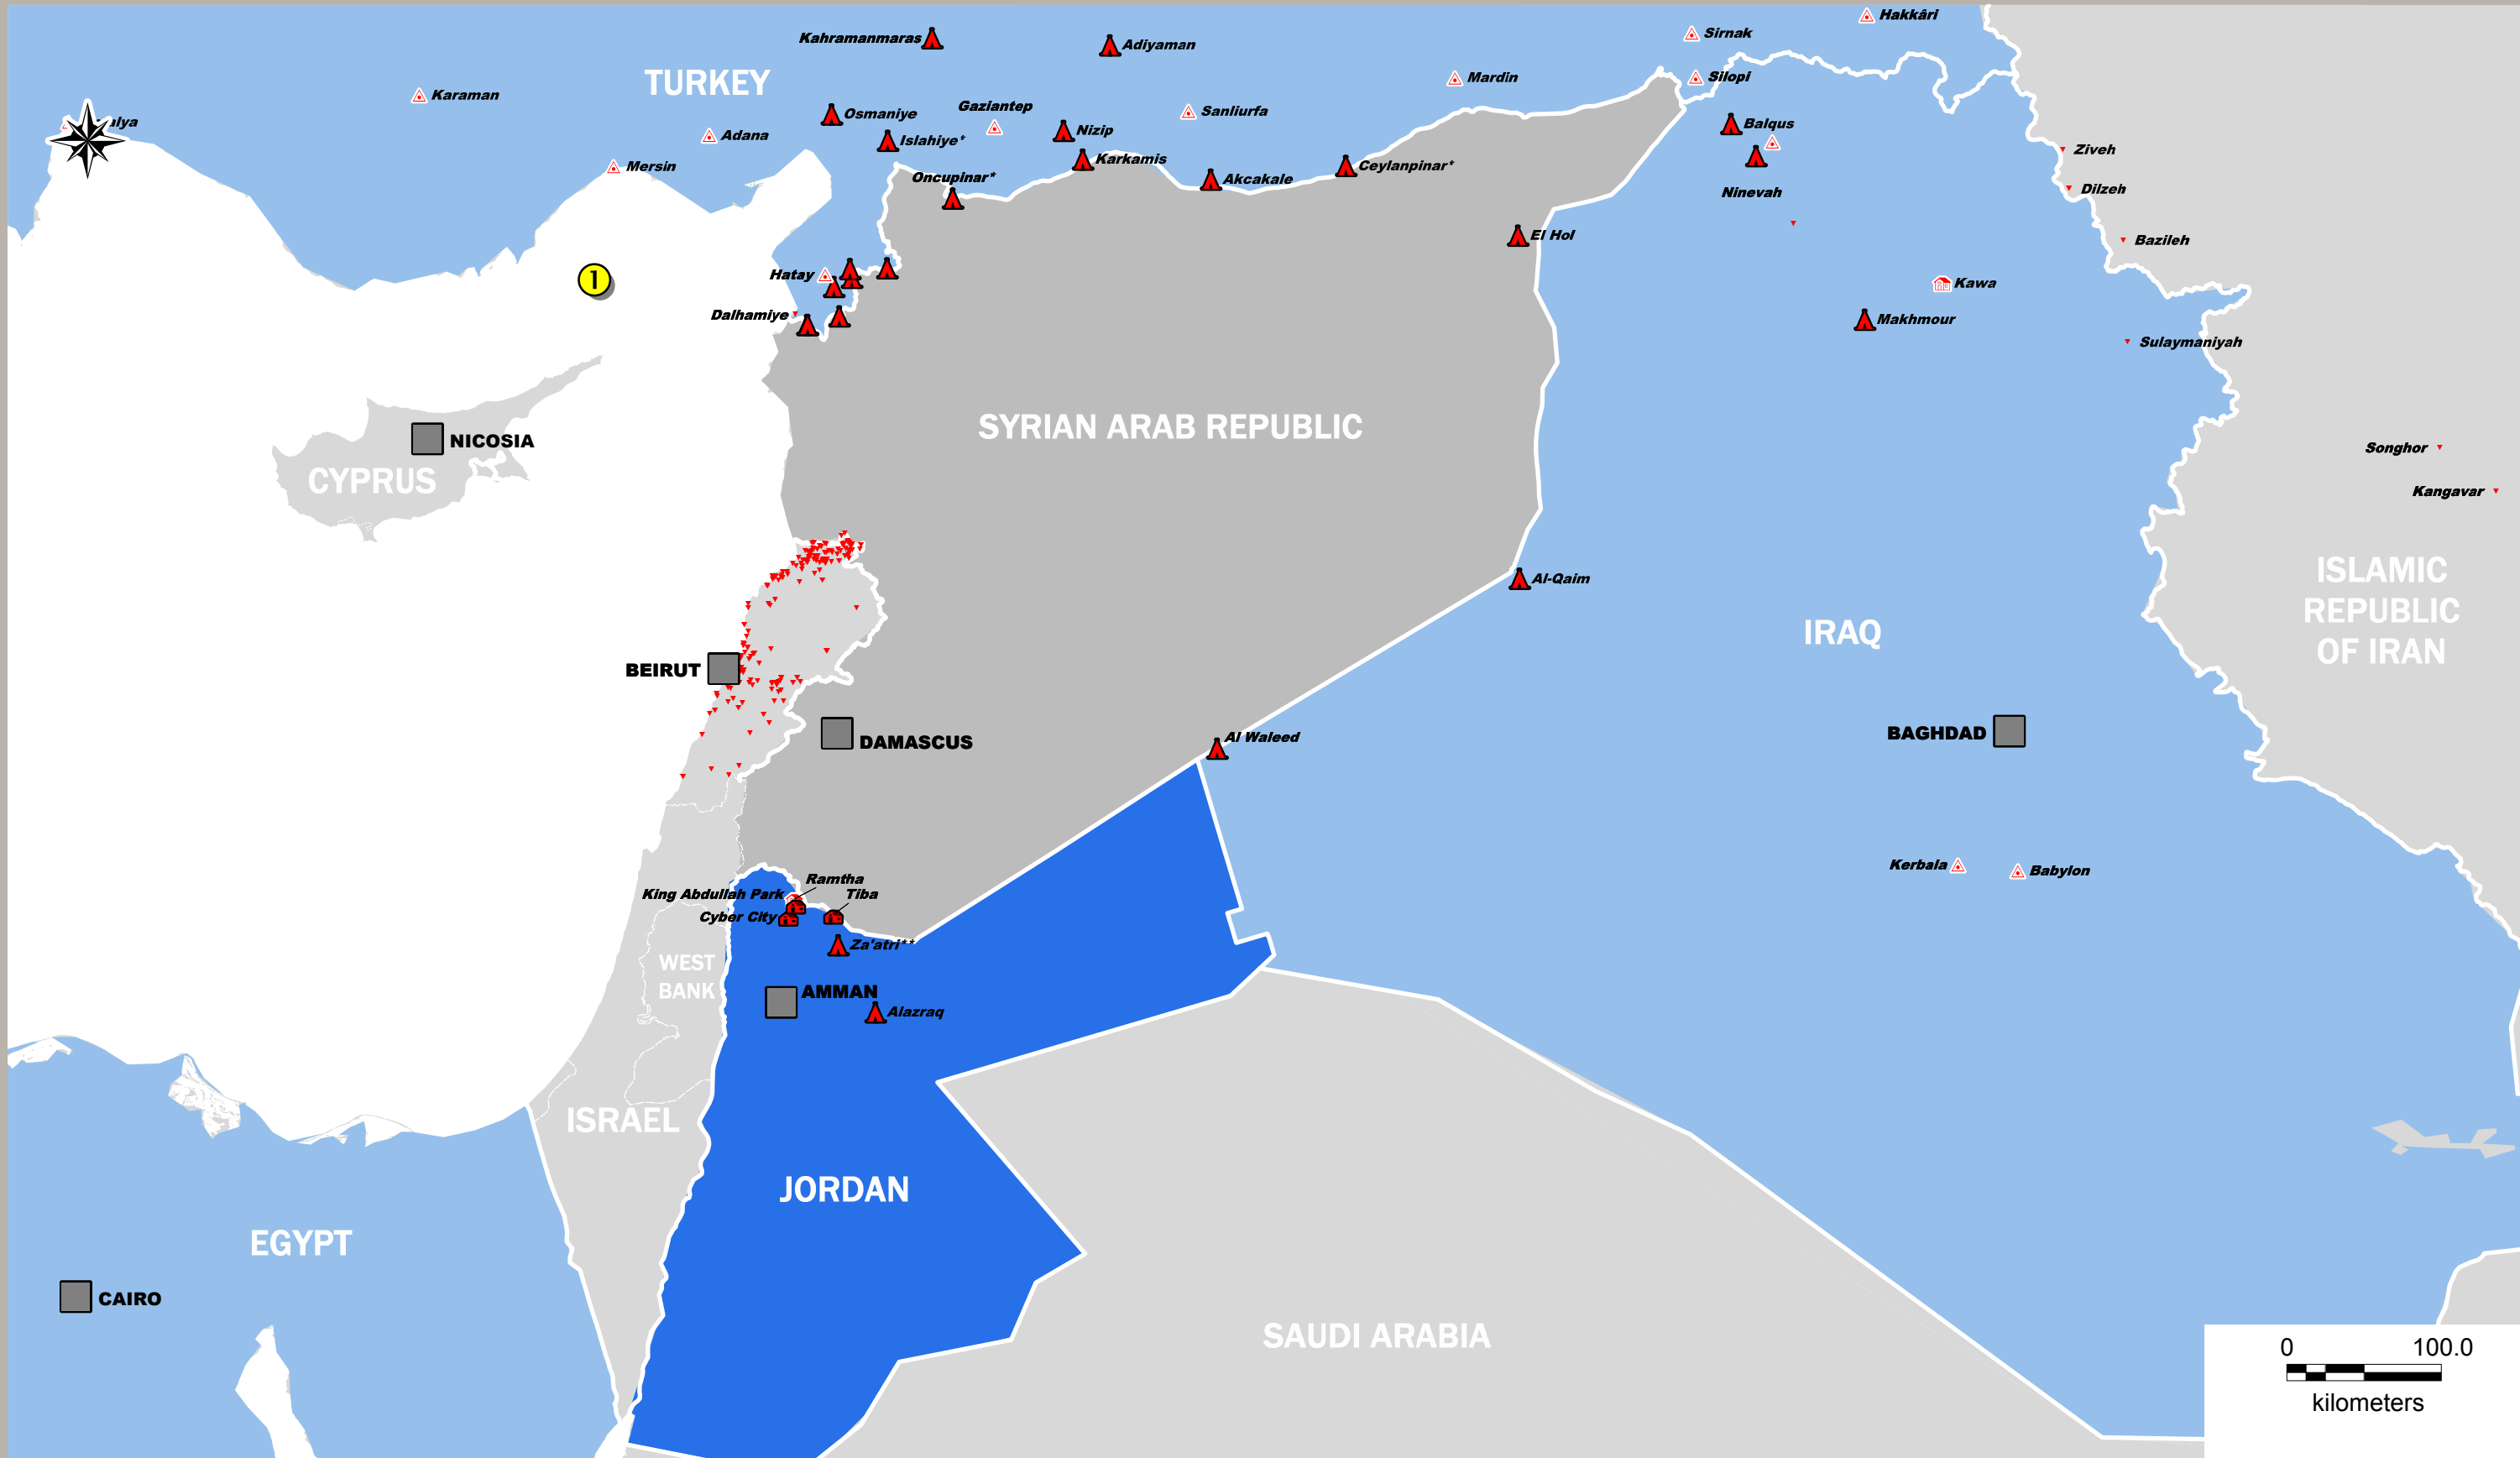 Hakkâri
Sirnak
Kahramanmaras
Adiyaman
TURKEY
Mardin
Silopi
Karaman
Gaziantep
Osmaniye
Sanliurfa
alya
Balqus
Adana
Islahiye*
Nizip
Ziveh
Mersin
Karkamis
Ceylanpinar*
Oncupinar*
Akcakale
Dilzeh
Ninevah
El Hol
Bazileh
Hatay
1
Kawa
Dalhamiye
Makhmour
Sulaymaniyah
SYRIAN ARAB REPUBLIC
NICOSIA
Songhor
CYPRUS
Kangavar
Al-Qaim
ISLAMIC
REPUBLIC
OF IRAN
IRAQ
BEIRUT
DAMASCUS
Al Waleed
BAGHDAD
Kerbala
Babylon
Ramtha
King Abdullah Park
Tiba
Cyber City
Za'atri**
WEST
BANK
AMMAN
Alazraq
ISRAEL
JORDAN
EGYPT
CAIRO
SAUDI ARABIA
0 100.0
kilometers